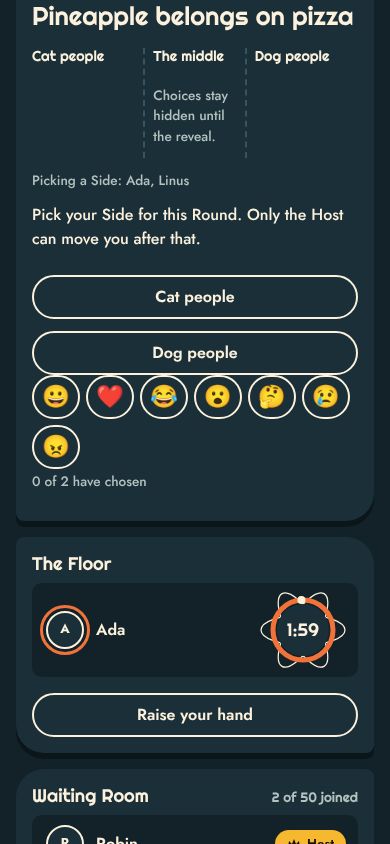 Pineapple belongs on pizza
Cat people
The middle
Dog people
Choices stay
hidden until
the reveal.
Picking a Side: Ada, Linus
Pick your Side for this Round. Only the Host
can move you after that.
Cat people
Dog people
0 of 2 have chosen
The Floor
A
Ada
1:59
Raise your hand
Waiting Room
2 of 50 joined
R
Robin
Host